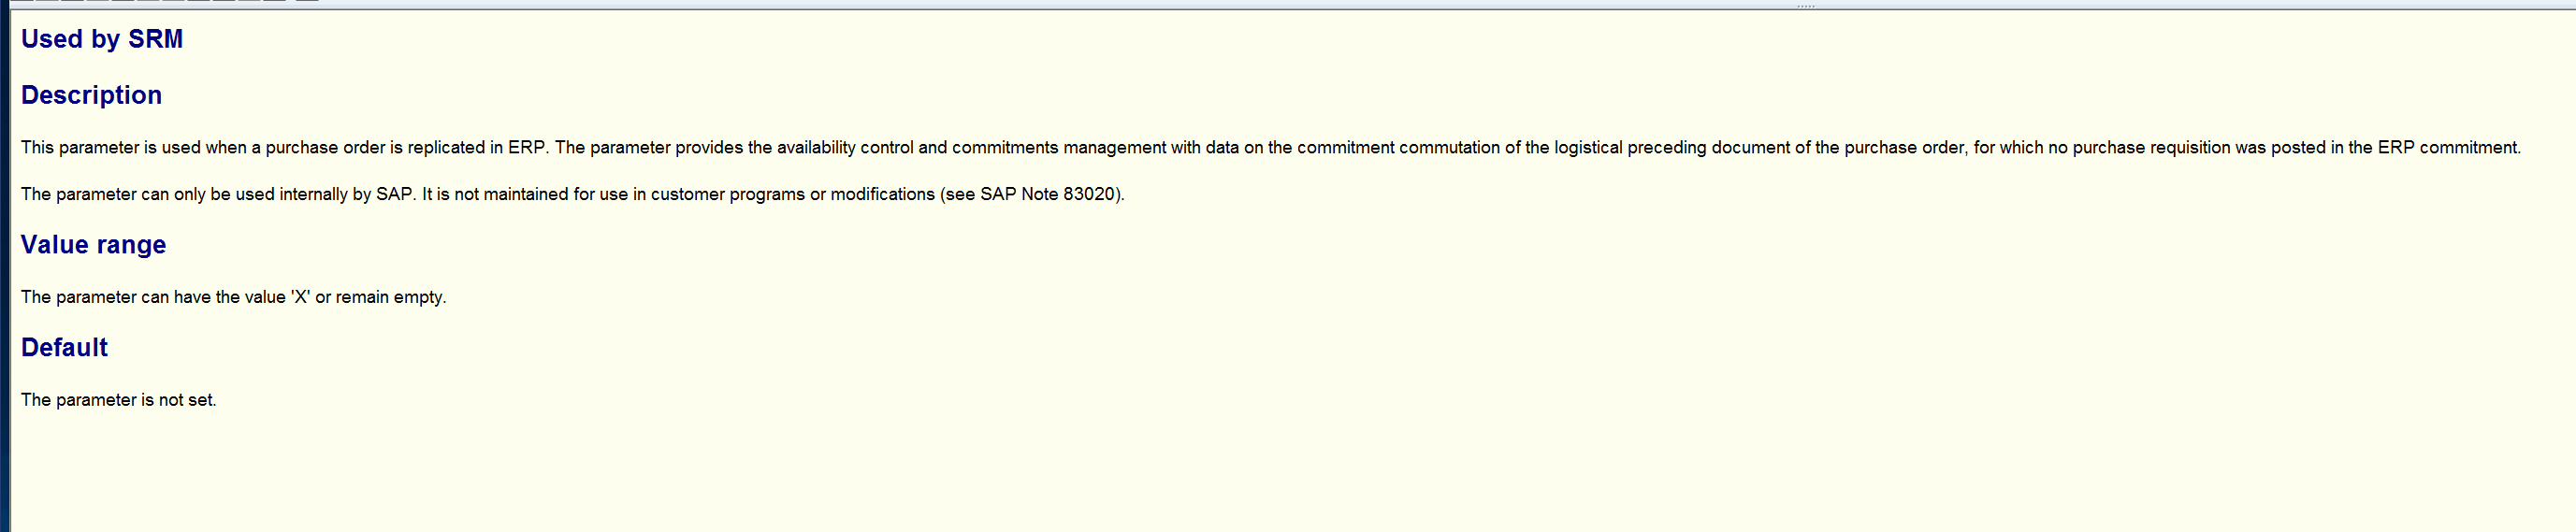 Used by SRM
Description
This parameter is used when a purchase order is replicated in ERP. The parameter provides the availability control and commitments management with data on the commitment commutation of the logistical preceding document of the purchase order, for which no purchase requisition was posted in the ERP commitment.
The parameter can only be used internally by SAP. It is not maintained for use in customer programs or modifications (see SAP Note 83020).
Value range
The parameter can have the value 'X' or remain empty.
Default
The parameter is not set.